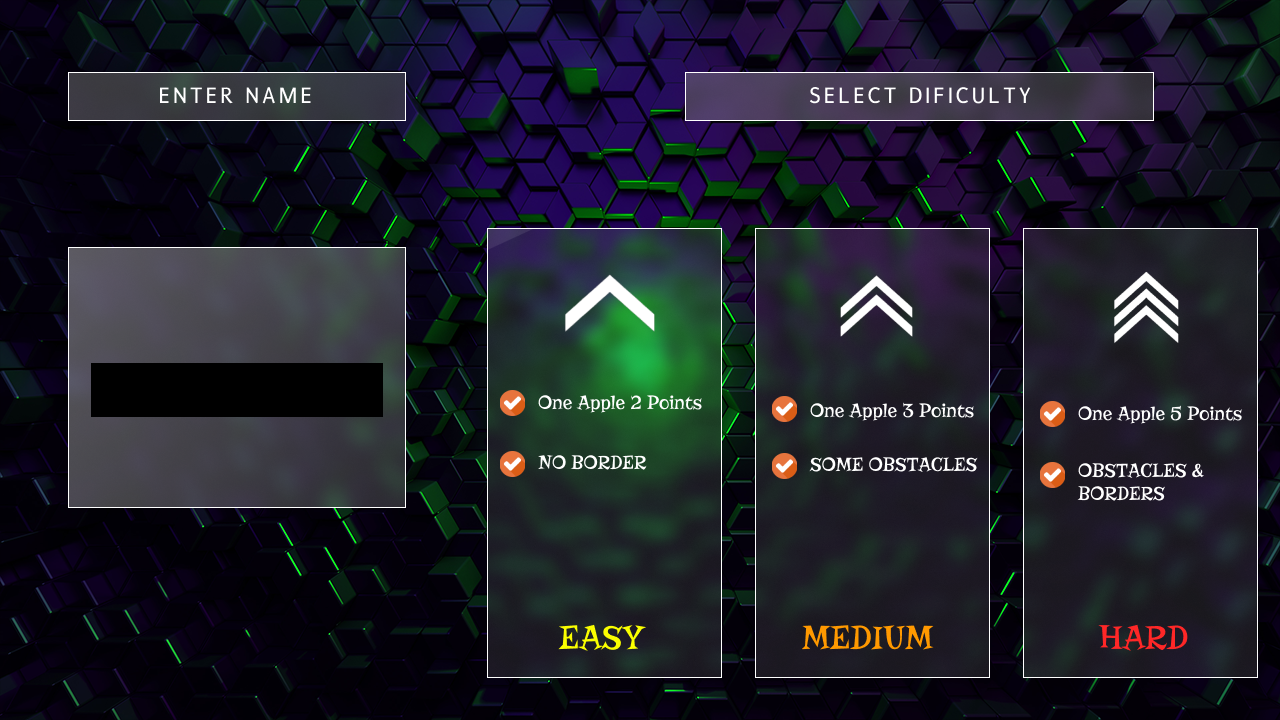 ENTER NAME
SELECT DIFICULTY
One Apple 2 Points
NO BORDER
EASY
One Apple 3 Points
SOME OBSTACLES
MEDIUM
One Apple 5 Points
OBSTACLES &
BORDERS
HARD